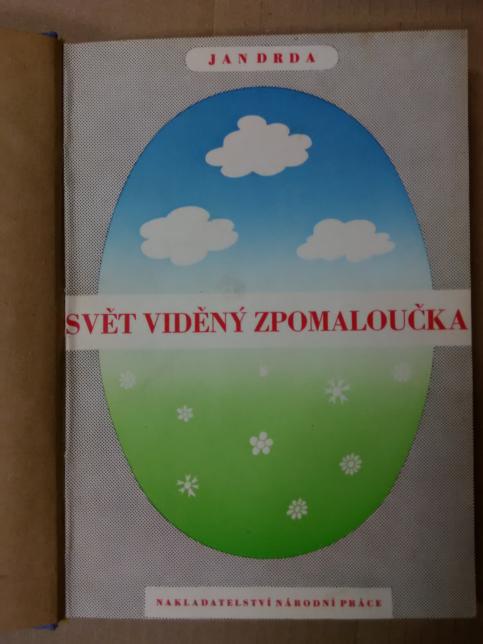 JAN DRDA
SVĚT VIDĚNÝ ZPOMALOUČKA
NAKLADATELSTVÍ NÁRODNÍ PRÁCE